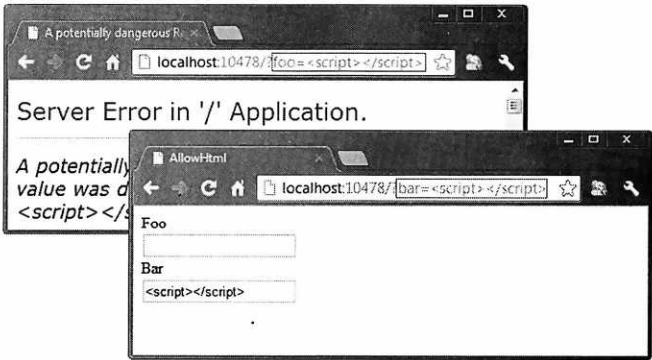 A potentially dangerous Re
localhost:10478/?foo=<script></script>
Server Error in '/' Application.
A potentially
value was d
<script></s
AllowHtml
localhost:10478/?bar=<script></script>
Foo
Bar
<script></script>